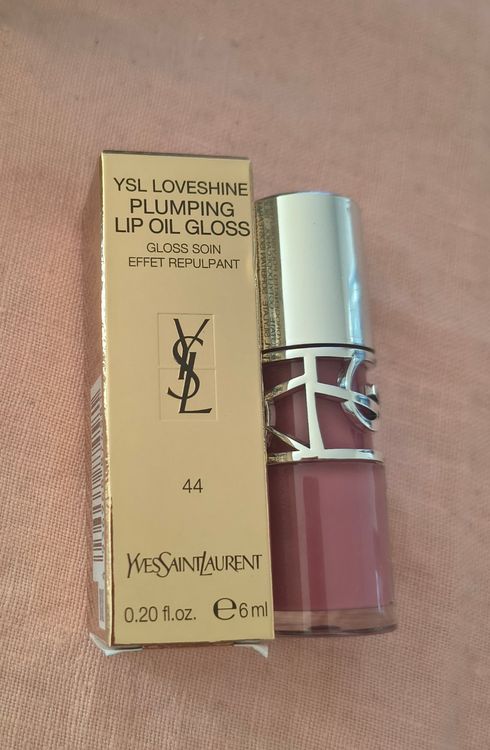 YSL LOVESHINE
PLUMPING
LIP OIL GLOSS
GLOSS SOIN
EFFET REPULPANT
YSL
44
YVESSAINTLAURENT
0.20 fl.oz. ℮6 ml